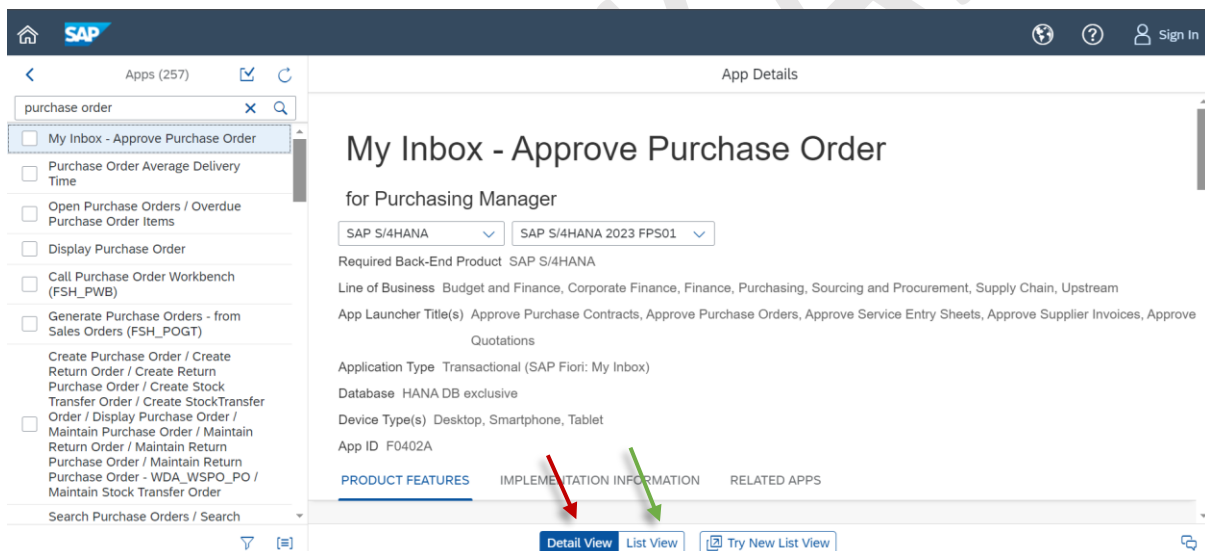 SAP
Sign In
Apps (257)
App Details
purchase order
My Inbox - Approve Purchase Order
Purchase Order Average Delivery
Time
Open Purchase Orders / Overdue
Purchase Order Items
Display Purchase Order
Call Purchase Order Workbench
(FSH_PWB)
Generate Purchase Orders - from
Sales Orders (FSH_POGT)
Create Purchase Order / Create
Return Order / Create Return
Purchase Order / Create Stock
Transfer Order / Create StockTransfer
Order / Display Purchase Order /
Maintain Purchase Order / Maintain
Return Order / Maintain Return
Purchase Order / Maintain Return
Purchase Order - WDA_WSPO_PO /
Maintain Stock Transfer Order
Search Purchase Orders / Search
My Inbox - Approve Purchase Order
for Purchasing Manager
SAP S/4HANA
SAP S/4HANA 2023 FPS01
Required Back-End Product SAP S/4HANA
Line of Business Budget and Finance, Corporate Finance, Finance, Purchasing, Sourcing and Procurement, Supply Chain, Upstream
App Launcher Title(s) Approve Purchase Contracts, Approve Purchase Orders, Approve Service Entry Sheets, Approve Supplier Invoices, Approve
Quotations
Application Type Transactional (SAP Fiori: My Inbox)
Database HANA DB exclusive
Device Type(s) Desktop, Smartphone, Tablet
App ID F0402A
PRODUCT FEATURES IMPLEMENTATION INFORMATION RELATED APPS
Detail View List View Try New List View